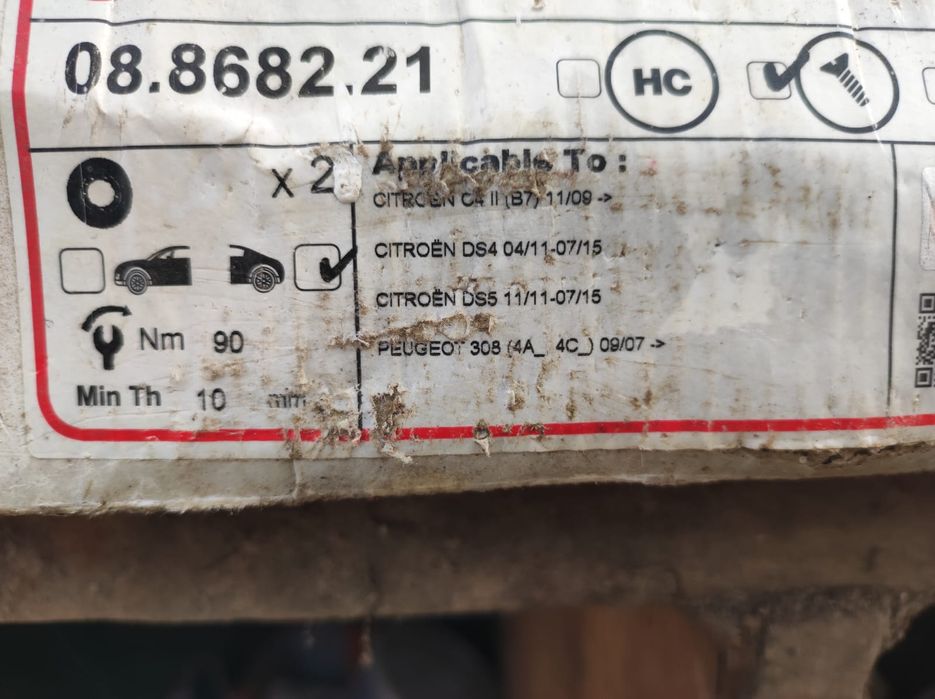 08.8682.21
HC
x 2
Applicable To :
CITROËN C4 II (B7) 11/09 ->
CITROËN DS4 04/11-07/15
CITROËN DS5 11/11-07/15
Nm 90
PEUGEOT 308 (4A_ 4C_) 09/07 ->
Min Th 10 mm